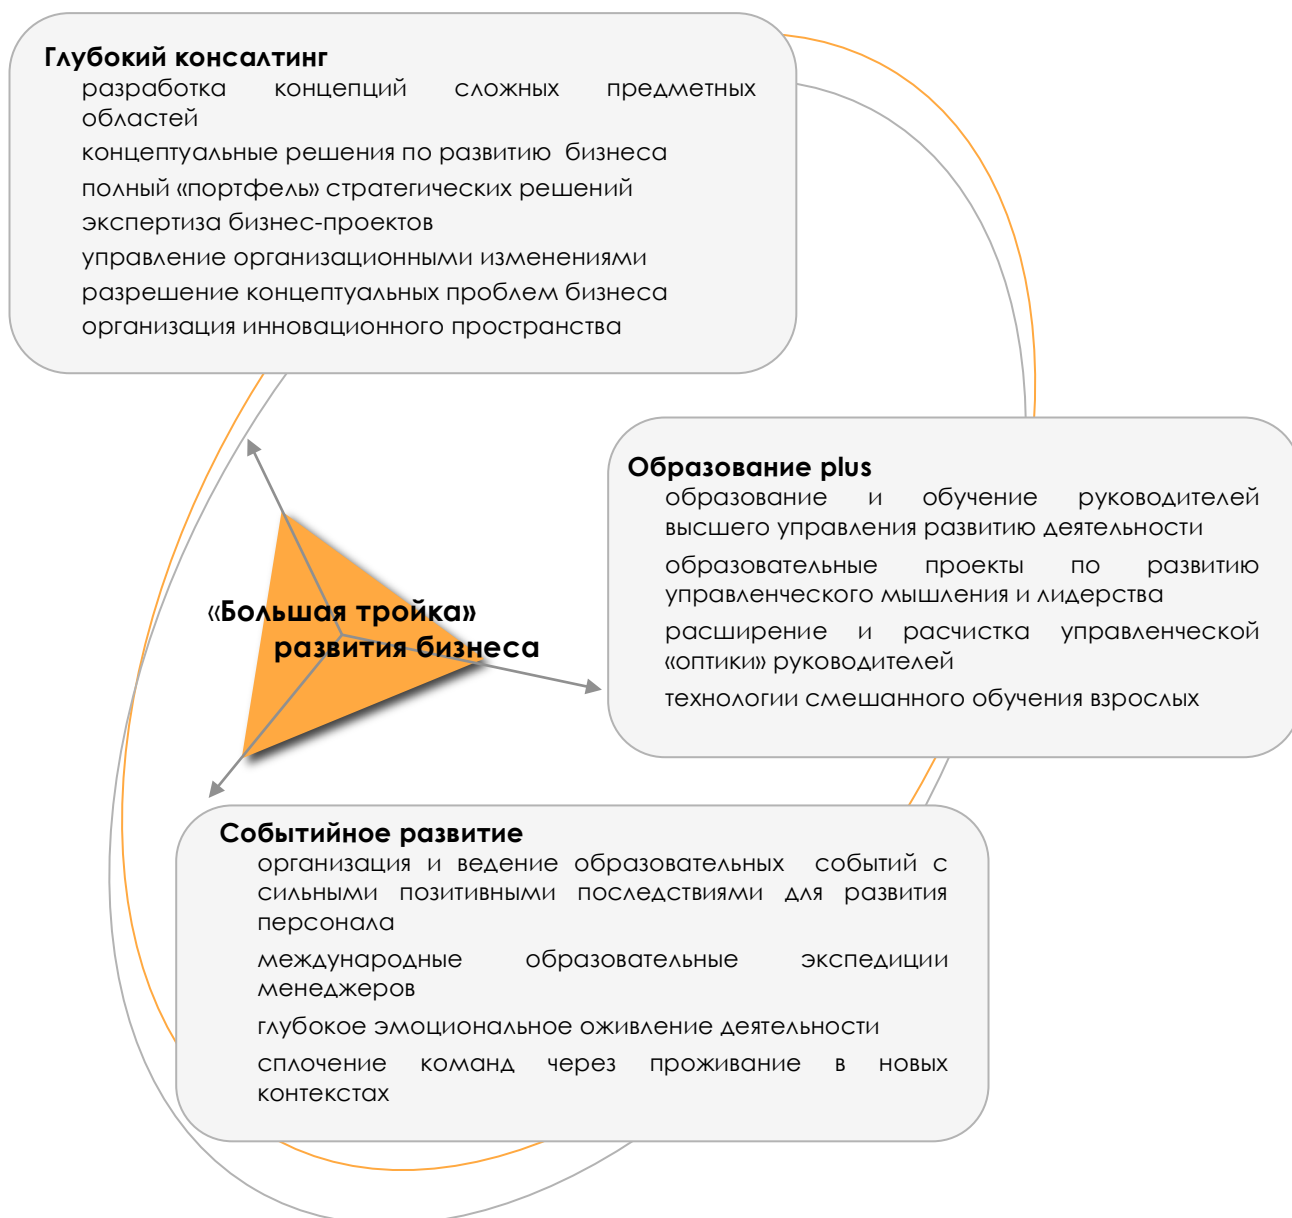 Глубокий консалтинг
разработка концепций сложных предметных
областей
концептуальные решения по развитию бизнеса
полный «портфель» стратегических решений
экспертиза бизнес-проектов
управление организационными изменениями
разрешение концептуальных проблем бизнеса
организация инновационного пространства
Образование plus
образование и обучение руководителей
высшего управления развитию деятельности
образовательные проекты по развитию
управленческого мышления и лидерства
расширение и расчистка управленческой
«оптики» руководителей
технологии смешанного обучения взрослых
«Большая тройка»
развития бизнеса
Событийное развитие
организация и ведение образовательных событий с
сильными позитивными последствиями для развития
персонала
международные образовательные экспедиции
менеджеров
глубокое эмоциональное оживление деятельности
сплочение команд через проживание в новых
контекстах